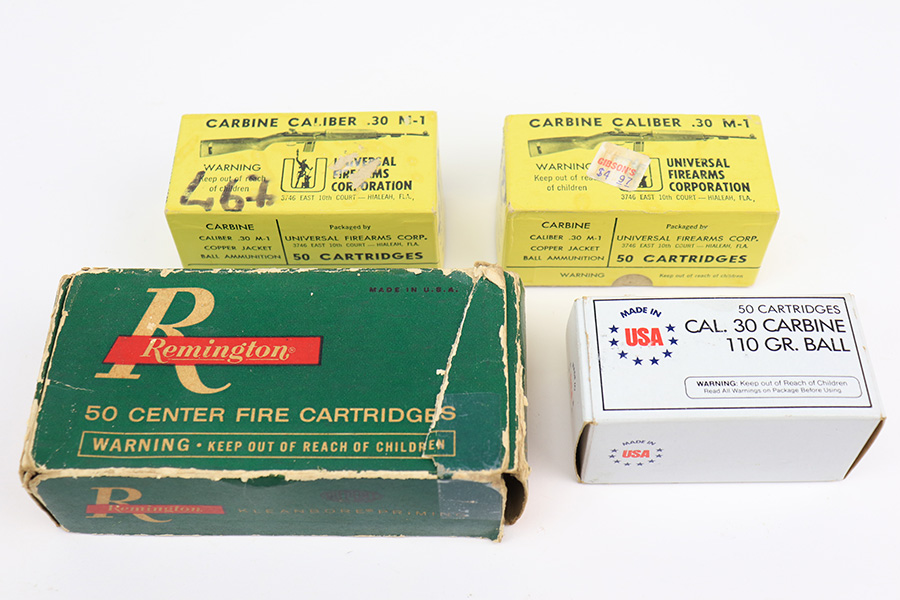 CARBINE CALIBER .30 M-1
WARNING
Keep out of reach
of children
U
UNIVERSAL
FIREARMS
CORPORATION
3746 EAST 10th COURT — HIALEAH, FLA.,
CARBINE
CALIBER .30 M-1
COPPER JACKET
BALL AMMUNITION
Packaged by
UNIVERSAL FIREARMS CORP.
3746 EAST 10th COURT — HIALEAH, FLA.
50 CARTRIDGES
CARBINE CALIBER .30 M-1
WARNING
Keep out of reach
of children
GIBSON'S
$4 97
UNIVERSAL
FIREARMS
CORPORATION
3746 EAST 10th COURT — HIALEAH, FLA.,
CARBINE
CALIBER .30 M-1
COPPER JACKET
BALL AMMUNITION
Packaged by
UNIVERSAL FIREARMS CORP.
3746 EAST 10th COURT — HIALEAH, FLA.
50 CARTRIDGES
WARNING
Keep out of reach of children
MADE IN U.S.A.
R
Remington®
50 CENTER FIRE CARTRIDGES
WARNING • KEEP OUT OF REACH OF CHILDREN
R
Remington
MADE IN
USA
50 CARTRIDGES
CAL. 30 CARBINE
110 GR. BALL
WARNING: Keep out of Reach of Children
Read All Warnings on Package Before Using.
MADE IN
USA